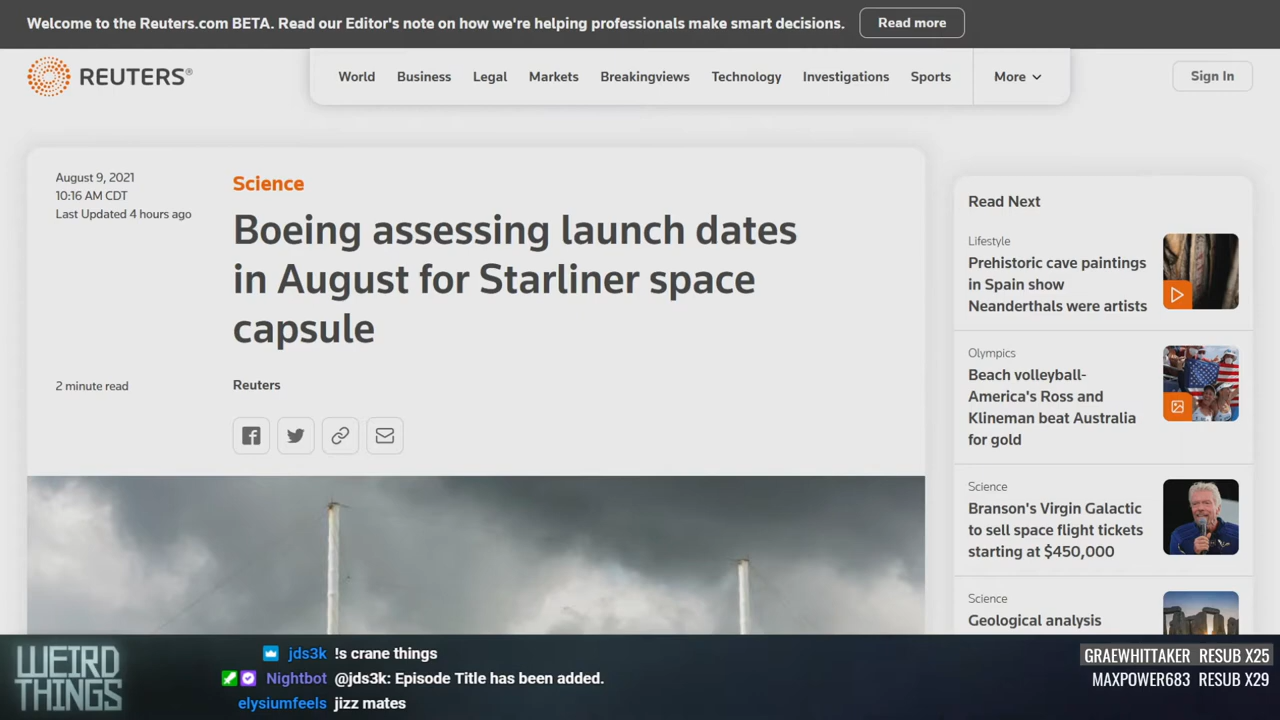 Welcome to the Reuters.com BETA. Read our Editor's note on how we're helping professionals make smart decisions.
Read more
REUTERS®
World
Business
Legal
Markets
Breakingviews
Technology
Investigations
Sports
More
Sign In
August 9, 2021
10:16 AM CDT
Last Updated 4 hours ago
Science
Boeing assessing launch dates
in August for Starliner space
capsule
2 minute read
Reuters
Read Next
Lifestyle
Prehistoric cave paintings
in Spain show
Neanderthals were artists
Olympics
Beach volleyball-
America's Ross and
Klineman beat Australia
for gold
Science
Branson's Virgin Galactic
to sell space flight tickets
starting at $450,000
Science
Geological analysis
WEIRD
THINGS
jds3k !s crane things
Nightbot @jds3k: Episode Title has been added.
elysiumfeels jizz mates
GRAEWHITTAKER RESUB X25
MAXPOWER683 RESUB X29